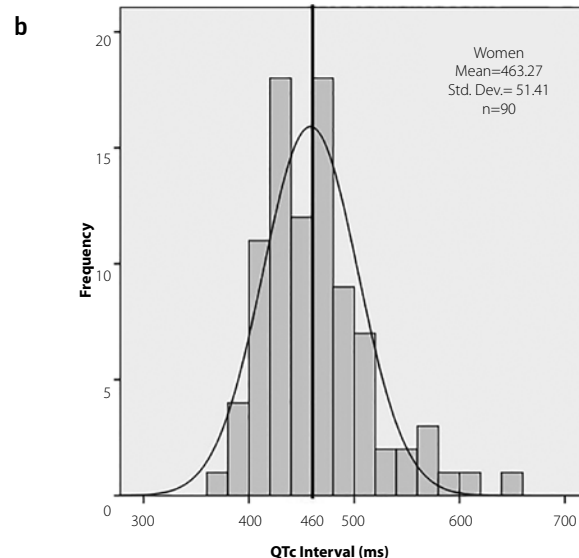 b
20
15
10
5
0
Frequency
Women
Mean=463.27
Std. Dev.= 51.41
n=90
300 400 460 500 600 700
QTc Interval (ms)